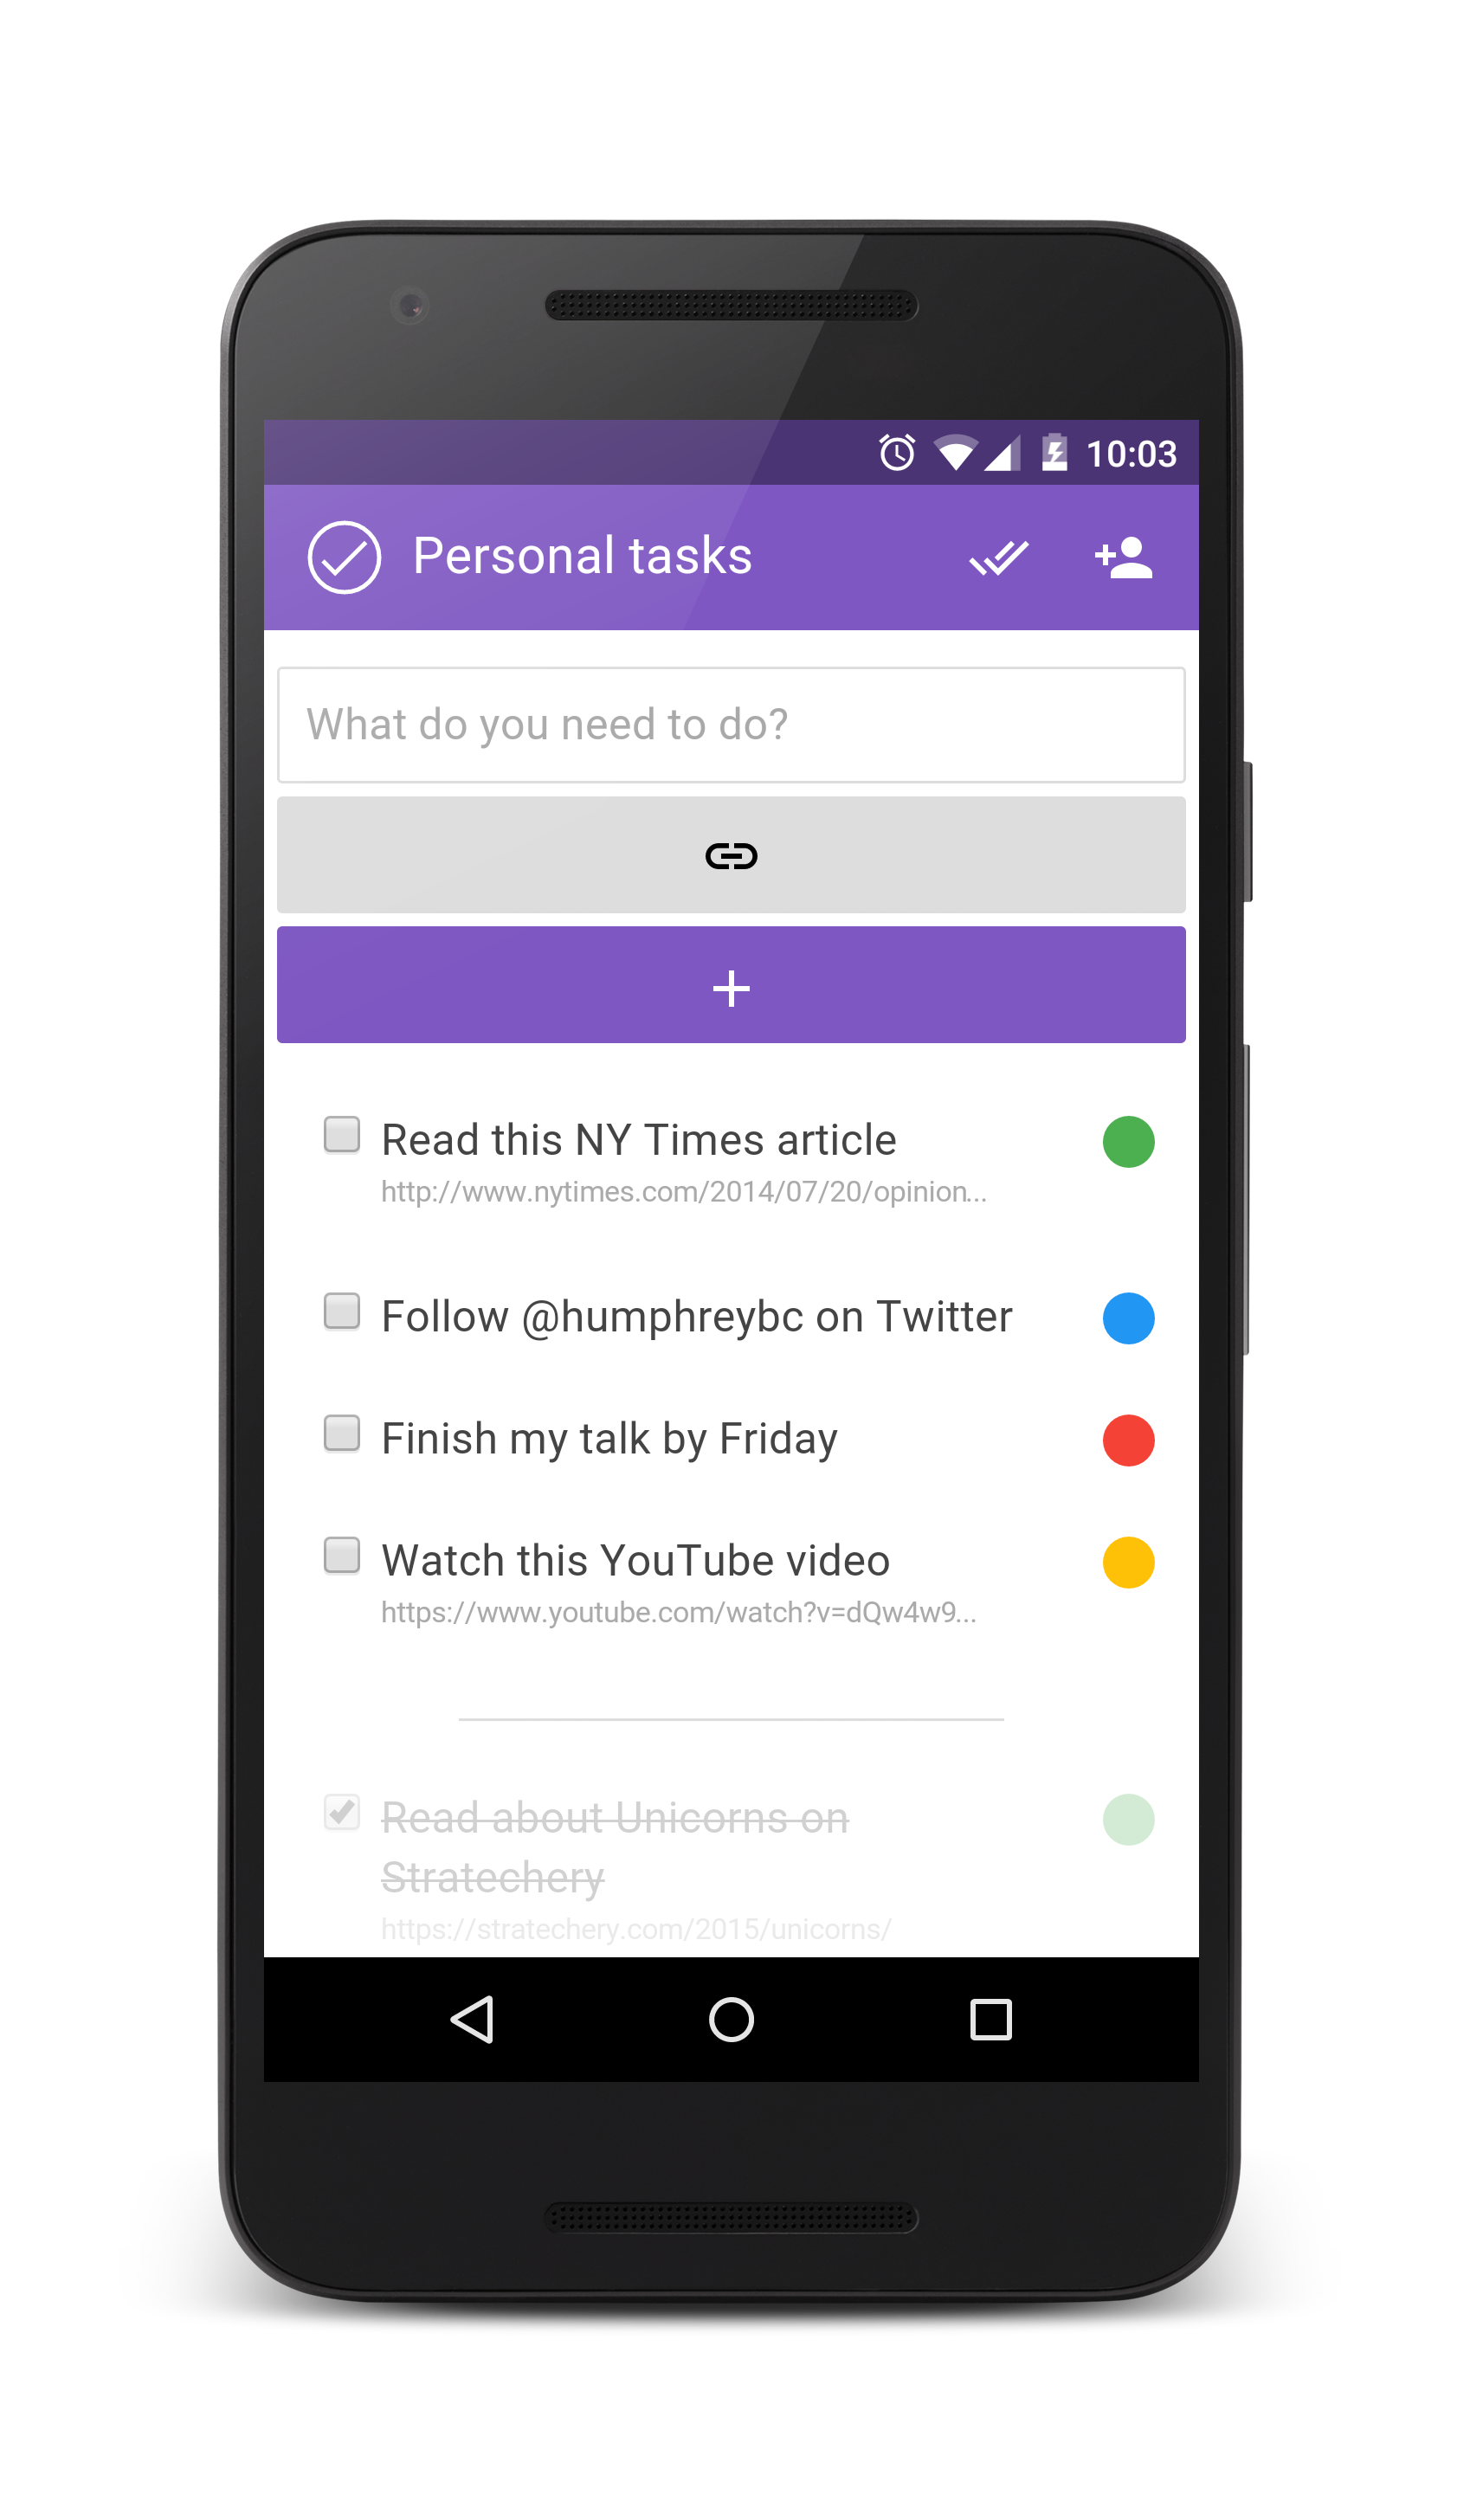 10:03
Personal tasks
What do you need to do?
Read this NY Times article
http://www.nytimes.com/2014/07/20/opinion...
Follow @humphreybc on Twitter
Finish my talk by Friday
Watch this YouTube video
https://www.youtube.com/watch?v=dQw4w9...
Read about Unicorns on
Stratechery
https://stratechery.com/2015/unicorns/